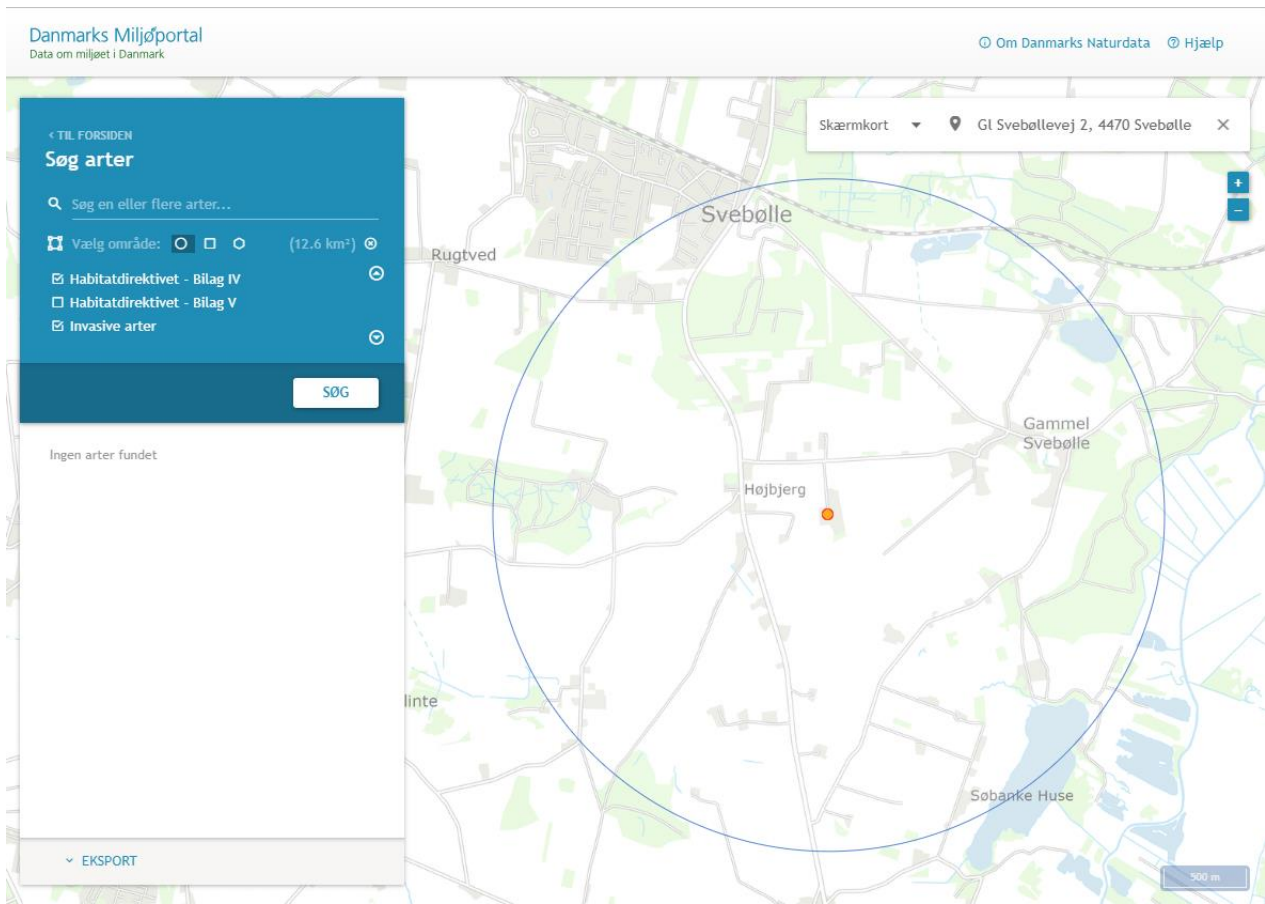 Danmarks Miljøportal
Data om miljøet i Danmark
Om Danmarks Naturdata
Hjælp
< TIL FORSIDEN
Søg arter
Søg en eller flere arter...
Vælg område:
(12.6 km²)
Habitatdirektivet - Bilag IV
Habitatdirektivet - Bilag V
Invasive arter
SØG
Ingen arter fundet
EKSPORT
Skærmkort
Gl Svebøllevej 2, 4470 Svebølle
+
-
Svebølle
Rugtved
Gammel
Svebølle
Højbjerg
linte
Søbanke Huse
500 m